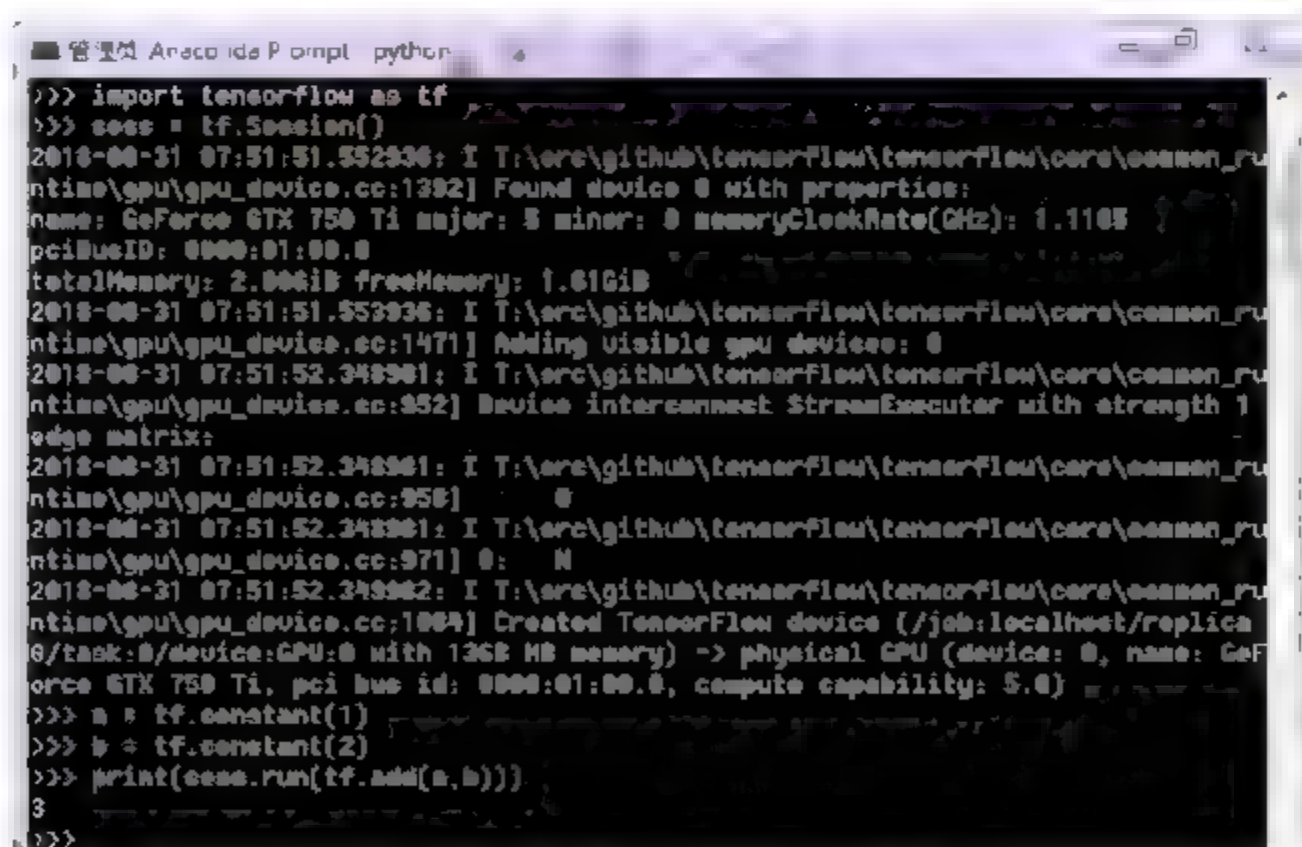 管理员 Anaconda Prompt python
>>> import tensorflow as tf
>>> sess = tf.Session()
2018-08-31 07:51:51.552936: I T:\src\github\tensorflow\tensorflow\core\common_ru
ntime\gpu\gpu_device.cc:1392] Found device 0 with properties:
name: GeForce GTX 750 Ti major: 5 minor: 0 memoryClockRate(GHz): 1.1105
pciBusID: 0000:01:00.0
totalMemory: 2.00GiB freeMemory: 1.61GiB
2018-08-31 07:51:51.553936: I T:\src\github\tensorflow\tensorflow\core\common_ru
ntime\gpu\gpu_device.cc:1471] Adding visible gpu devices: 0
2018-08-31 07:51:52.348981: I T:\src\github\tensorflow\tensorflow\core\common_ru
ntime\gpu\gpu_device.cc:952] Device interconnect StreamExecutor with strength 1
edge matrix:
2018-08-31 07:51:52.348981: I T:\src\github\tensorflow\tensorflow\core\common_ru
ntime\gpu\gpu_device.cc:958] 0
2018-08-31 07:51:52.348981: I T:\src\github\tensorflow\tensorflow\core\common_ru
ntime\gpu\gpu_device.cc:971] 0: N
2018-08-31 07:51:52.349982: I T:\src\github\tensorflow\tensorflow\core\common_ru
ntime\gpu\gpu_device.cc:1084] Created TensorFlow device (/job:localhost/replica
0/task:0/device:GPU:0 with 1368 MB memory) -> physical GPU (device: 0, name: GeF
orce GTX 750 Ti, pci bus id: 0000:01:00.0, compute capability: 5.0)
>>> a = tf.constant(1)
>>> b = tf.constant(2)
>>> print(sess.run(tf.add(a,b)))
3
>>>